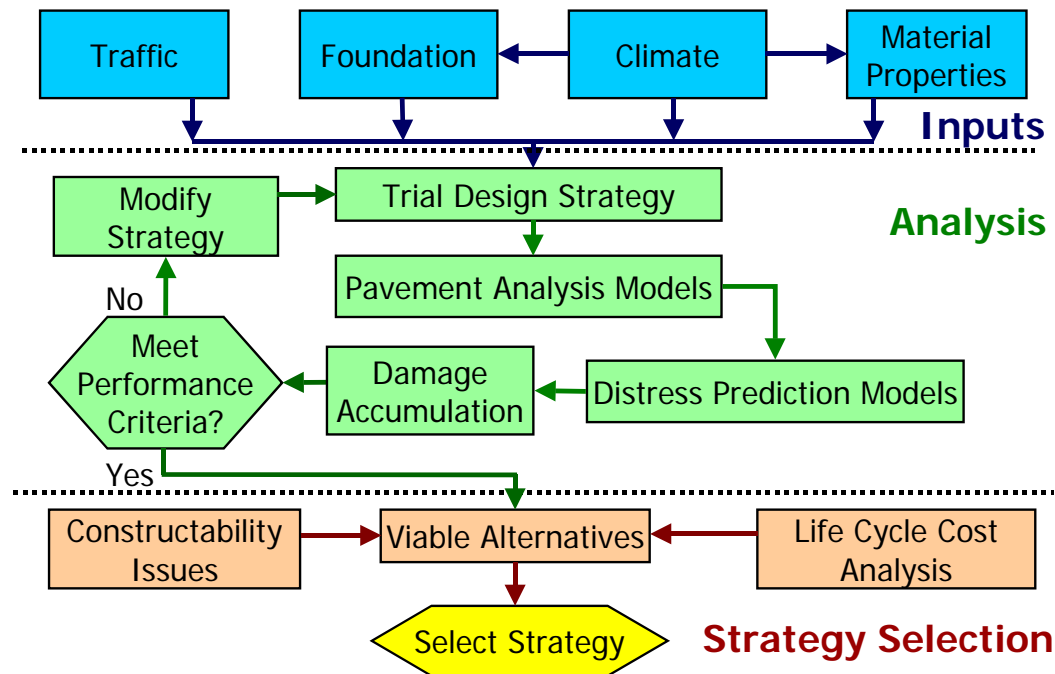 Traffic
Foundation
Climate
Material
Properties
Inputs
Modify
Strategy
Trial Design Strategy
Analysis
Pavement Analysis Models
No
Meet
Performance
Criteria?
Damage
Accumulation
Distress Prediction Models
Yes
Constructability
Issues
Viable Alternatives
Life Cycle Cost
Analysis
Select Strategy
Strategy Selection